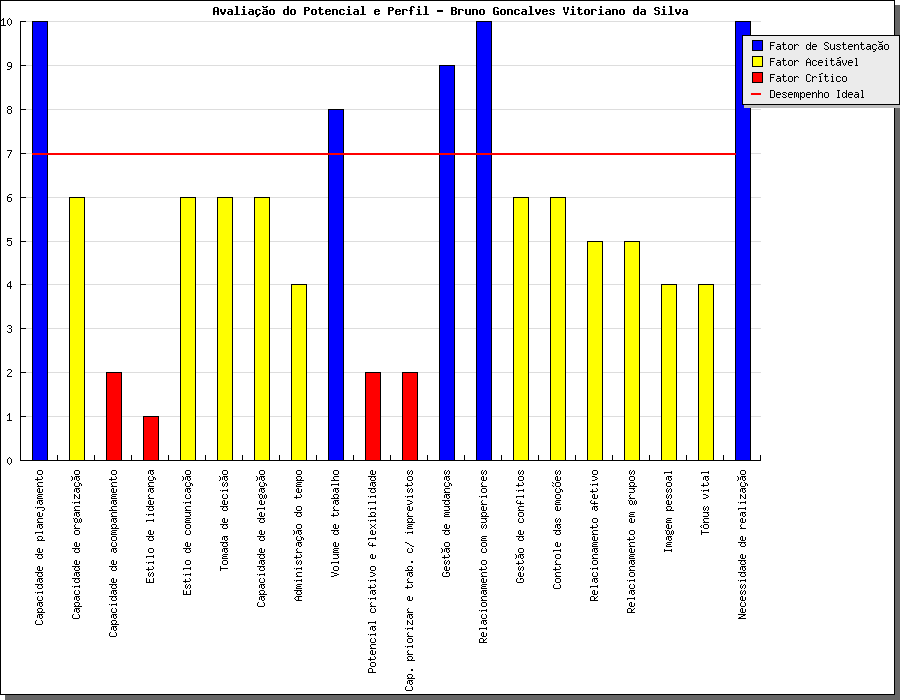 Avaliação do Potencial e Perfil - Bruno Goncalves Vitoriano da Silva
Fator de Sustentação
Fator Aceitável
Fator Crítico
Desempenho Ideal
10
9
8
7
6
5
4
3
2
1
0
Capacidade de planejamento
Capacidade de organização
Capacidade de acompanhamento
Estilo de liderança
Estilo de comunicação
Tomada de decisão
Capacidade de delegação
Administração do tempo
Volume de trabalho
Potencial criativo e flexibilidade
Cap. priorizar e trab. c/ imprevistos
Gestão de mudanças
Relacionamento com superiores
Gestão de conflitos
Controle das emoções
Relacionamento afetivo
Relacionamento em grupos
Imagem pessoal
Tônus vital
Necessidade de realização